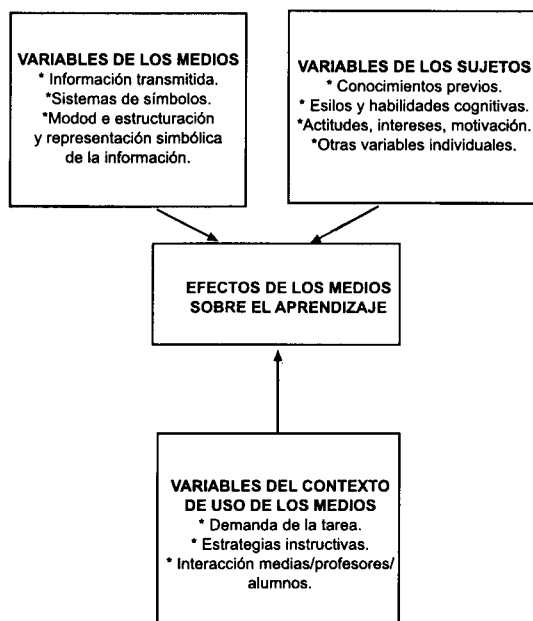 VARIABLES DE LOS MEDIOS
* Información transmitida.
*Sistemas de símbolos.
*Modod e estructuración
y representación simbólica
de la información.
VARIABLES DE LOS SUJETOS
* Conocimientos previos.
* Esilos y habilidades cognitivas.
*Actitudes, intereses, motivación.
*Otras variables individuales.
EFECTOS DE LOS MEDIOS
SOBRE EL APRENDIZAJE
VARIABLES DEL CONTEXTO
DE USO DE LOS MEDIOS
* Demanda de la tarea.
* Estrategias instructivas.
* Interacción medias/profesores/
alumnos.